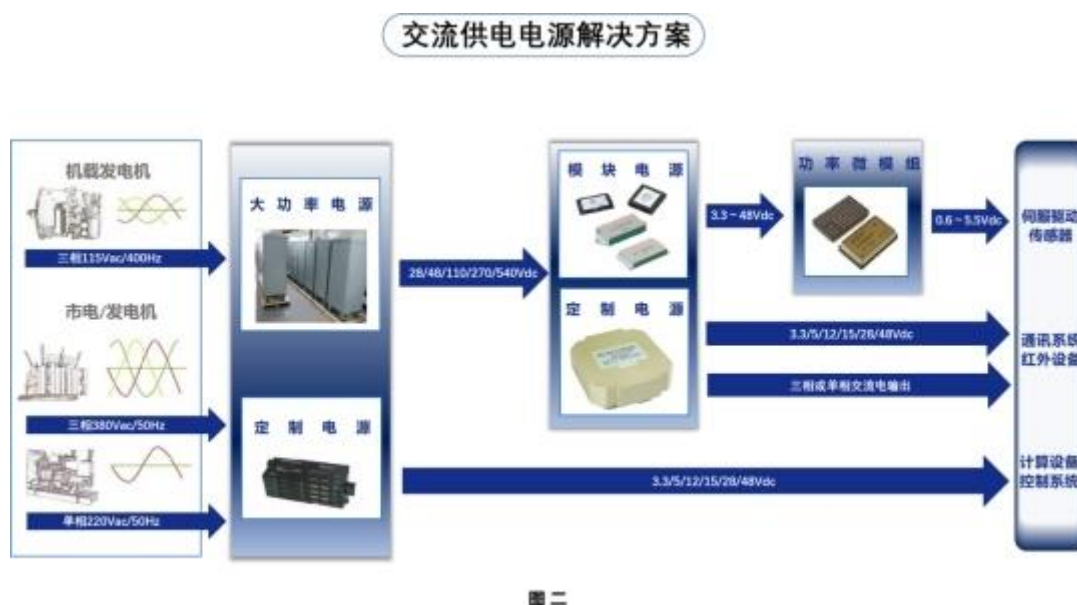 交流供电电源解决方案
机载发电机
三相115Vac/400Hz
市电/发电机
三相380Vac/50Hz
单相220Vac/50Hz
大功率电源
定制电源
28/48/110/270/540Vdc
模块电源
定制电源
3.3~48Vdc
功率微模组
0.6~5.5Vdc
3.3/5/12/15/28/48Vdc
三相或单相交流电输出
3.3/5/12/15/28/48Vdc
伺服驱动
传感器
通讯系统
红外设备
计算设备
控制系统
图二